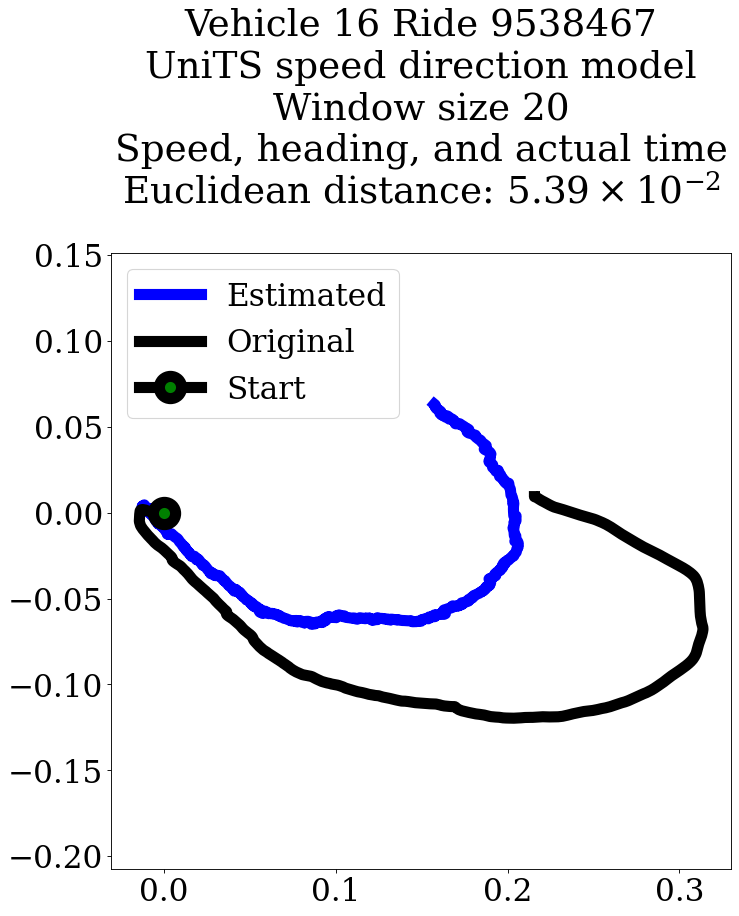 Vehicle 16 Ride 9538467
UniTS speed direction model
Window size 20
Speed, heading, and actual time
Euclidean distance: 5.39 × 10⁻²
Estimated
Original
Start
0.15
0.10
0.05
0.00
−0.05
−0.10
−0.15
−0.20
0.0 0.1 0.2 0.3